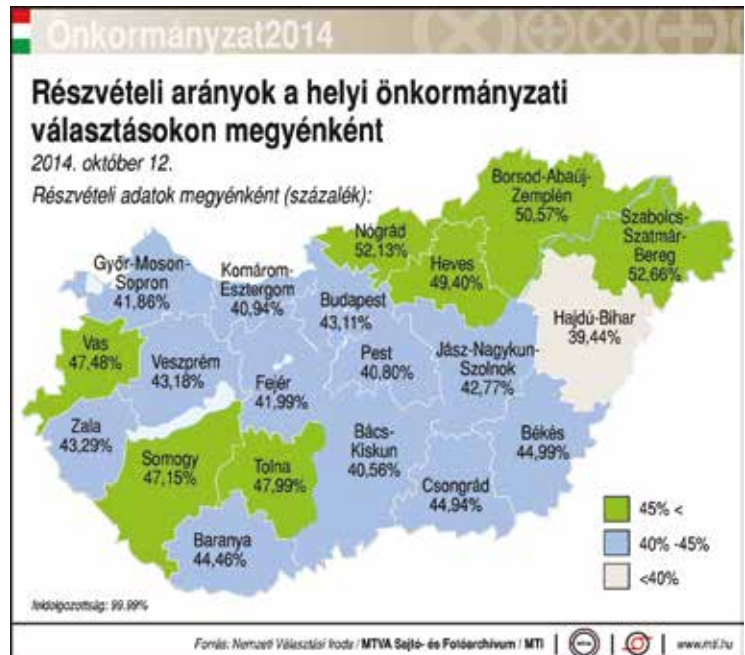 Önkormányzat2014
Részvételi arányok a helyi önkormányzati
választásokon megyénként
2014. október 12.
Részvételi adatok megyénként (százalék):
Borsod-Abaúj-
Zemplén
50,57%
Szabolcs-
Szatmár-
Bereg
52,66%
Nógrád
52,13%
Heves
49,40%
Győr-Moson-
Sopron
41,86%
Komárom-
Esztergom
40,94%
Budapest
43,11%
Hajdú-Bihar
39,44%
Vas
47,48%
Veszprém
43,18%
Fejér
41,99%
Pest
40,80%
Jász-Nagykun-
Szolnok
42,77%
Zala
43,29%
Somogy
47,15%
Tolna
47,99%
Bács-
Kiskun
40,56%
Békés
44,99%
Csongrád
44,94%
Baranya
44,46%
45% <
40% -45%
<40%
feldolgozottság: 99.99%
Forrás: Nemzeti Választási Iroda / MTVA Sajtó- és Fotóarchívum / MTI
www.mti.hu